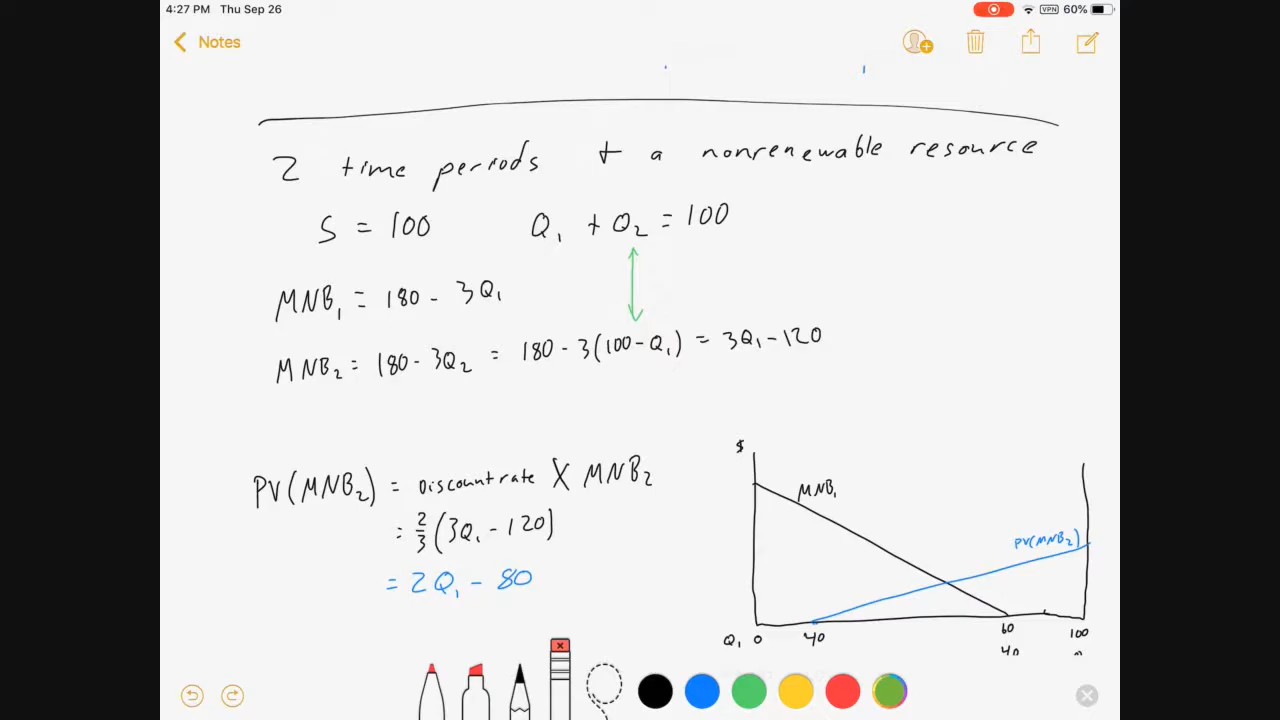 4:27 PM Thu Sep 26
VPN 60%
Notes
2 time periods + a nonrenewable resource
S = 100 Q₁ + Q₂ = 100
MNB₁ = 180 - 3Q₁
MNB₂ = 180 - 3Q₂ = 180 - 3(100 - Q₁) = 3Q₁ - 120
PV(MNB₂) = Discount rate X MNB₂
= 2/3 (3Q₁ - 120)
= 2Q₁ - 80
$
MNB₁
PV(MNB₂)
Q₁ 0 40 60 100
40